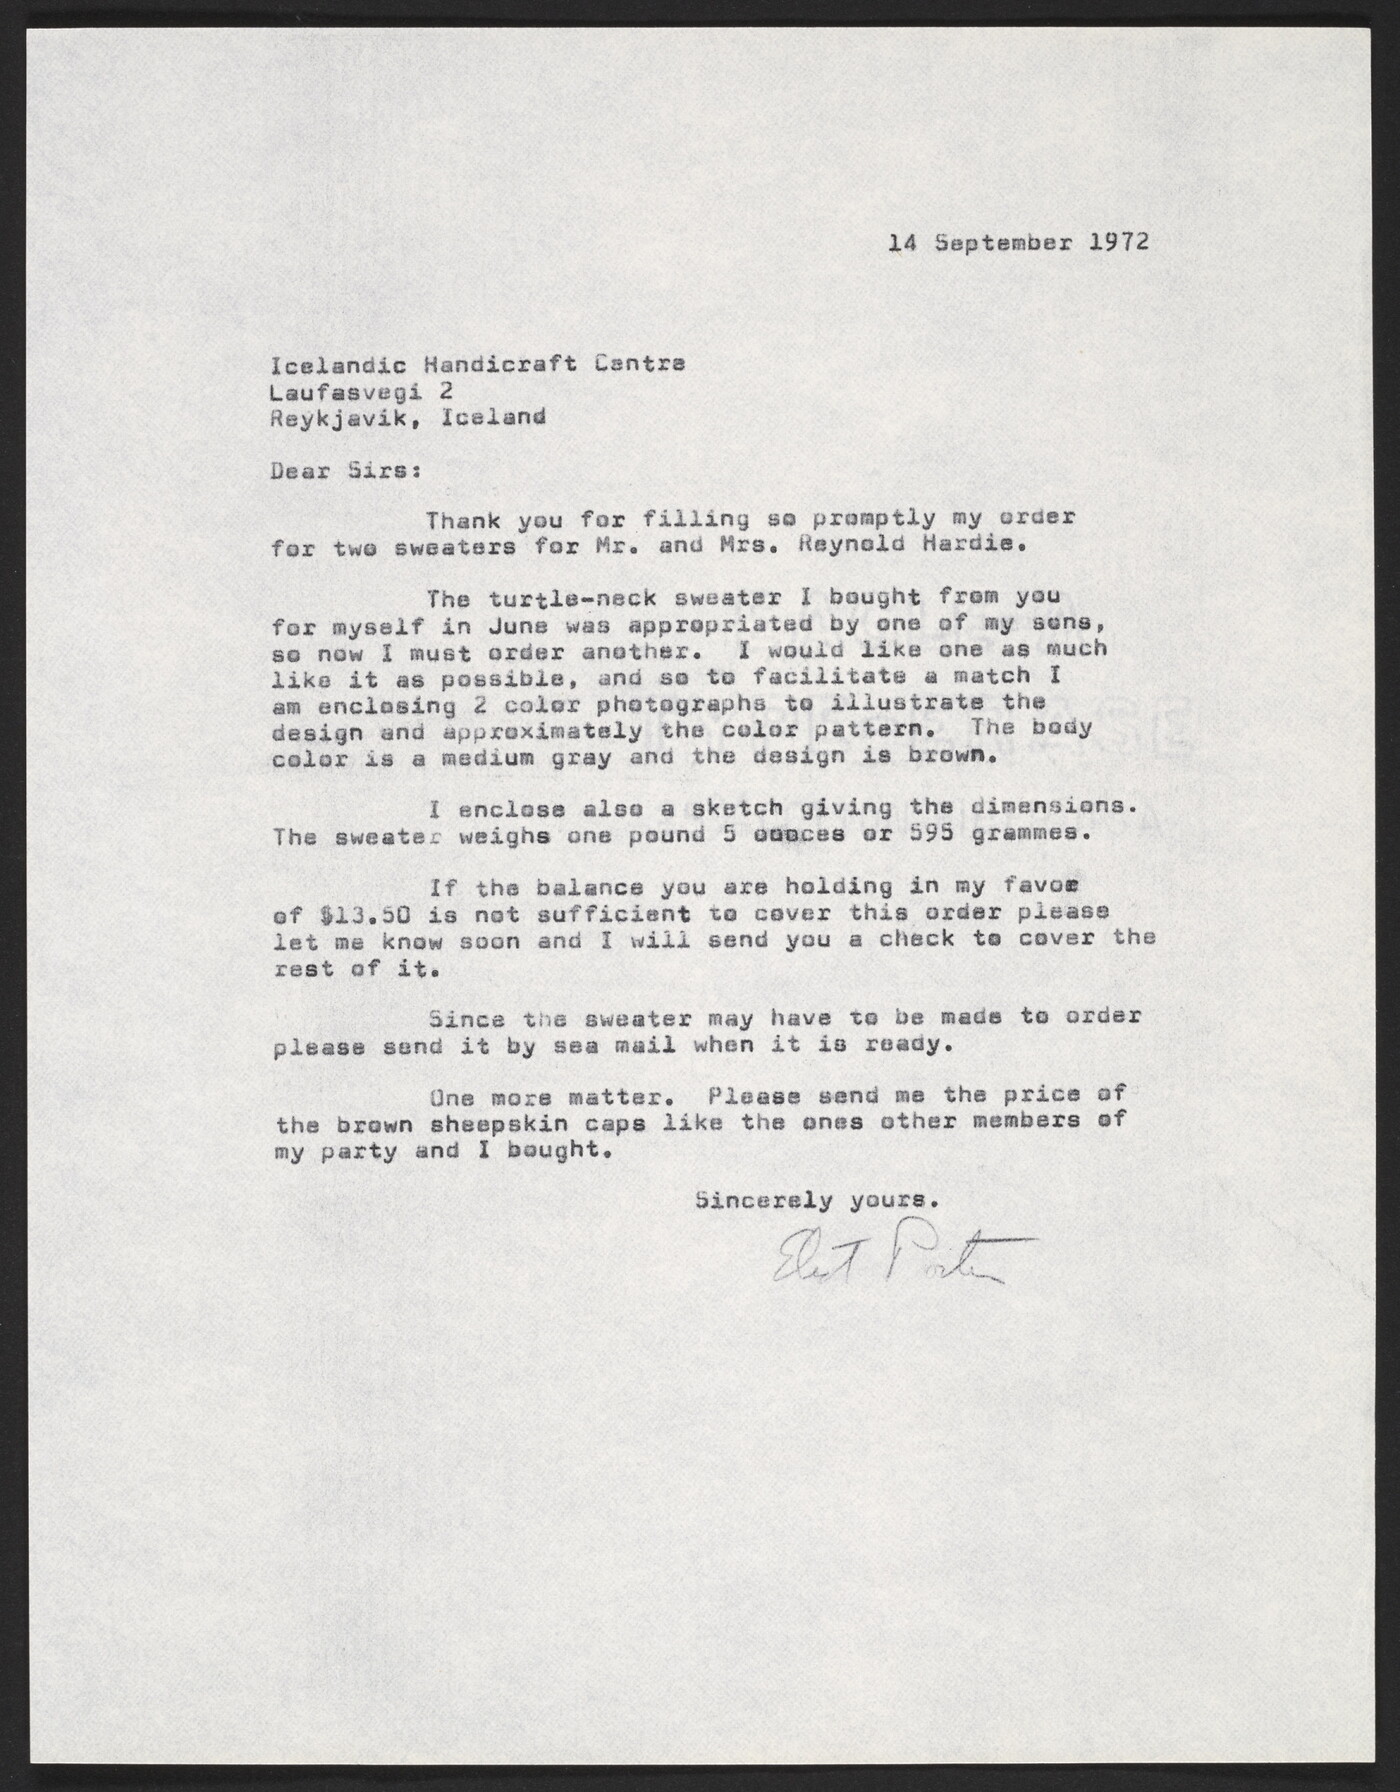 14 September 1972
Icelandic Handicraft Centre
Laufasvegi 2
Reykjavik, Iceland
Dear Sirs:
Thank you for filling so promptly my order
for two sweaters for Mr. and Mrs. Reynold Hardie.
The turtle-neck sweater I bought from you
for myself in June was appropriated by one of my sons,
so now I must order another. I would like one as much
like it as possible, and so to facilitate a match I
am enclosing 2 color photographs to illustrate the
design and approximately the color pattern. The body
color is a medium gray and the design is brown.
I enclose also a sketch giving the dimensions.
The sweater weighs one pound 5 ounces or 595 grammes.
If the balance you are holding in my favor
of $13.50 is not sufficient to cover this order please
let me know soon and I will send you a check to cover the
rest of it.
Since the sweater may have to be made to order
please send it by sea mail when it is ready.
One more matter. Please send me the price of
the brown sheepskin caps like the ones other members of
my party and I bought.
Sincerely yours.
Eliot Porter